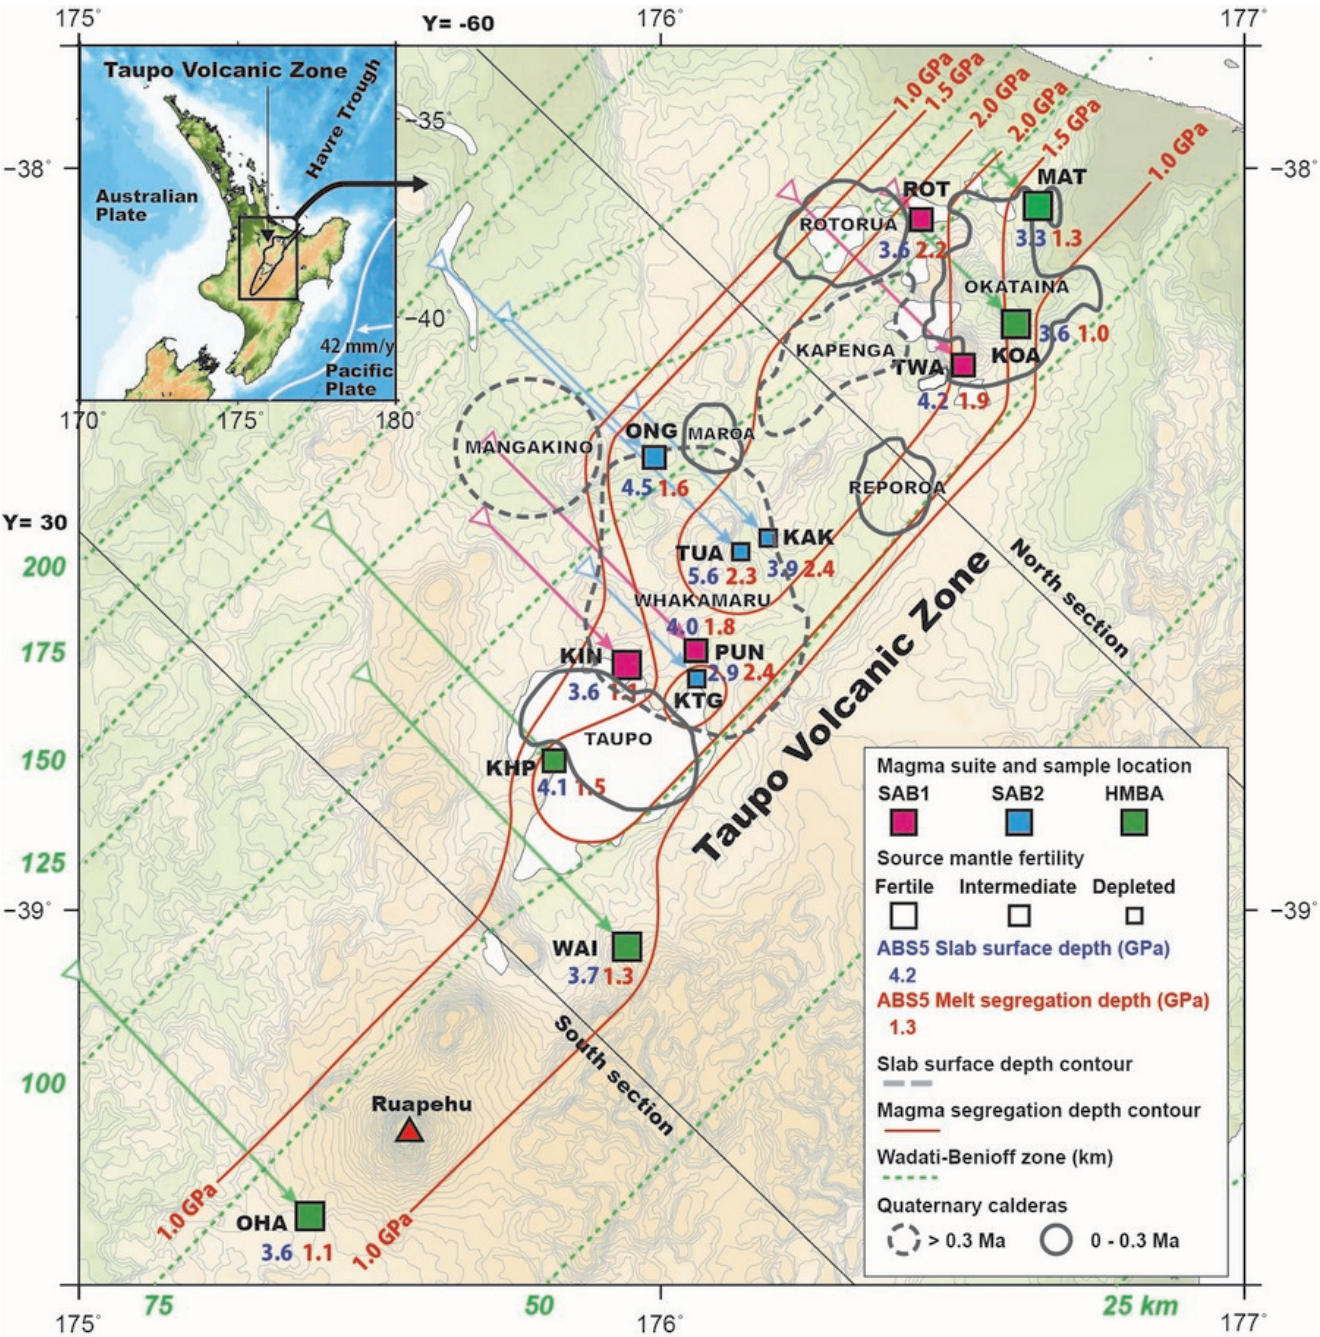 175°
Y= -60
176°
177°
Taupo Volcanic Zone
Havre Trough
Australian
Plate
42 mm/y
Pacific
Plate
-35°
-40°
170°
175°
180°
-38°
-38°
1.0 GPa
1.5 GPa
2.0 GPa
2.0 GPa
1.5 GPa
1.0 GPa
ROT
MAT
ROTORUA
3.6 2.2
3.3 1.3
OKATAINA
KAPENGA
KOA
3.6 1.0
TWA
4.2 1.9
MANGAKINO
ONG
MAROA
4.5 1.6
REPOROA
Y= 30
TUA
KAK
5.6 2.3
3.9 2.4
WHAKAMARU
4.0 1.8
KIN
PUN
3.6
2.9 2.4
KTG
TAUPO
KHP
4.1 1.5
Taupo Volcanic Zone
North section
200
175
150
125
100
-39°
-39°
WAI
3.7 1.3
South section
Ruapehu
1.0 GPa
1.0 GPa
OHA
3.6 1.1
Magma suite and sample location
SAB1 SAB2 HMBA
Source mantle fertility
Fertile Intermediate Depleted
ABS5 Slab surface depth (GPa)
4.2
ABS5 Melt segregation depth (GPa)
1.3
Slab surface depth contour
Magma segregation depth contour
Wadati-Benioff zone (km)
Quaternary calderas
> 0.3 Ma 0 - 0.3 Ma
75
50
25 km
175°
176°
177°